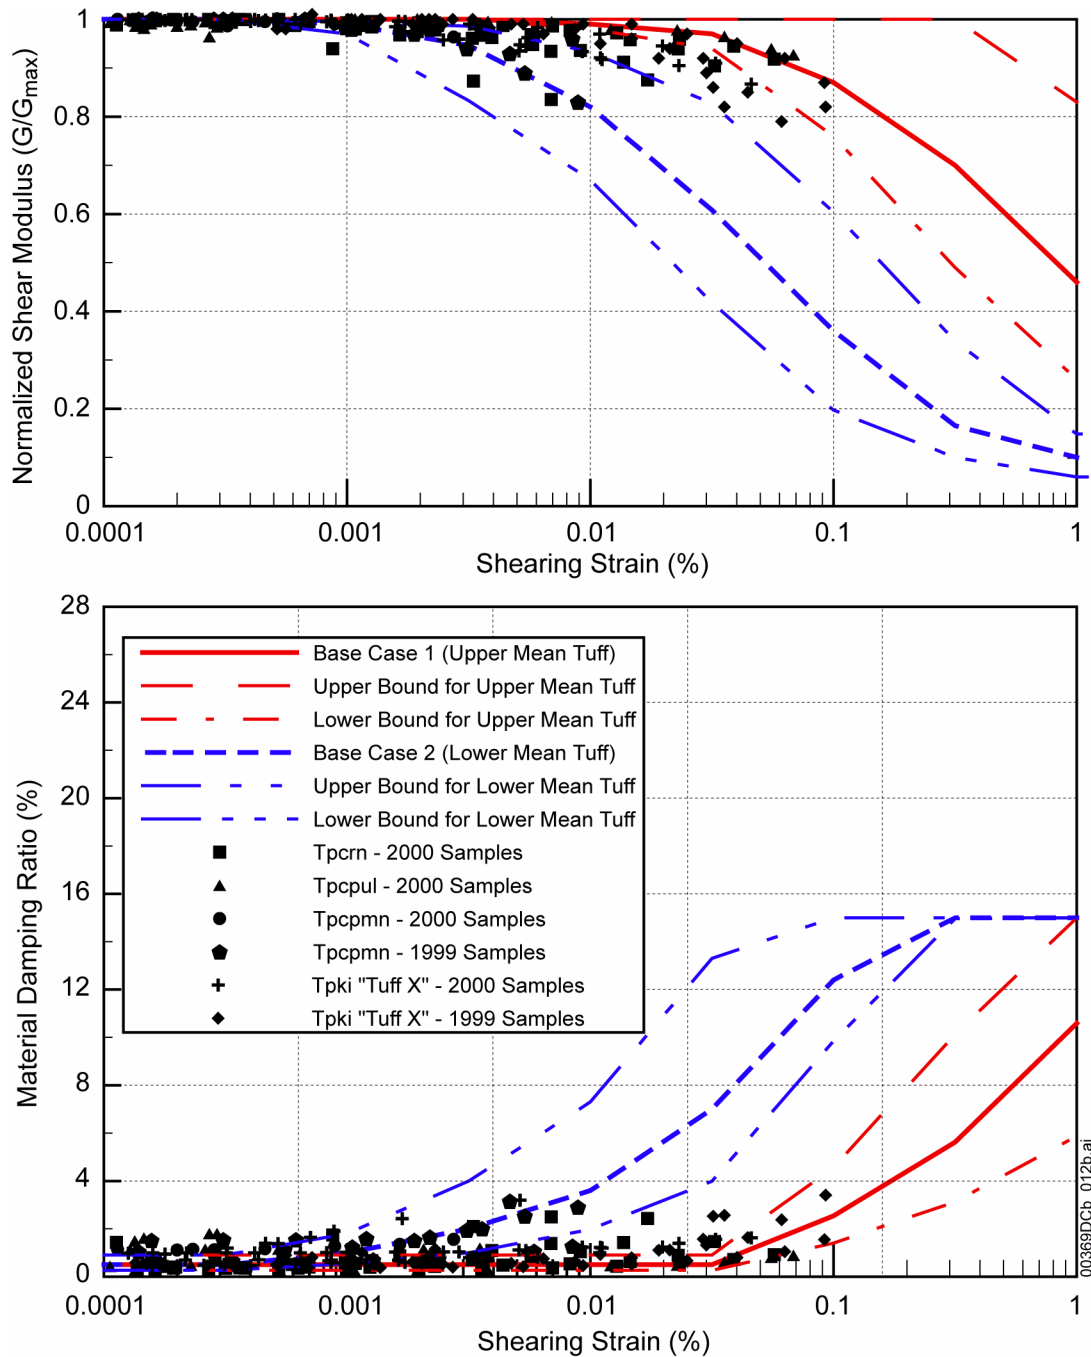 1
0.8
0.6
0.4
0.2
0
Normalized Shear Modulus (G/Gmax)
0.0001 0.001 0.01 0.1 1
Shearing Strain (%)
28
24
20
16
12
8
4
0
Material Damping Ratio (%)
Base Case 1 (Upper Mean Tuff)
Upper Bound for Upper Mean Tuff
Lower Bound for Upper Mean Tuff
Base Case 2 (Lower Mean Tuff)
Upper Bound for Lower Mean Tuff
Lower Bound for Lower Mean Tuff
Tpcrn - 2000 Samples
Tpcpul - 2000 Samples
Tpcpmn - 2000 Samples
Tpcpmn - 1999 Samples
Tpki "Tuff X" - 2000 Samples
Tpki "Tuff X" - 1999 Samples
0.0001 0.001 0.01 0.1 1
Shearing Strain (%)
00369DCb_012b.ai